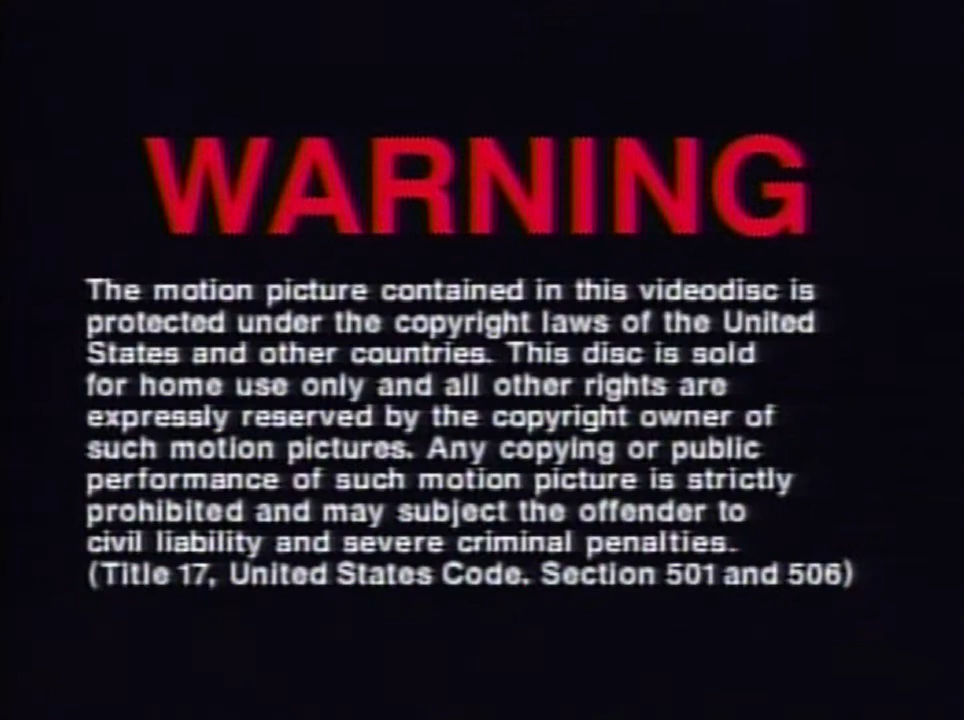 WARNING
The motion picture contained in this videodisc is
protected under the copyright laws of the United
States and other countries. This disc is sold
for home use only and all other rights are
expressly reserved by the copyright owner of
such motion pictures. Any copying or public
performance of such motion picture is strictly
prohibited and may subject the offender to
civil liability and severe criminal penalties.
(Title 17, United States Code. Section 501 and 506)